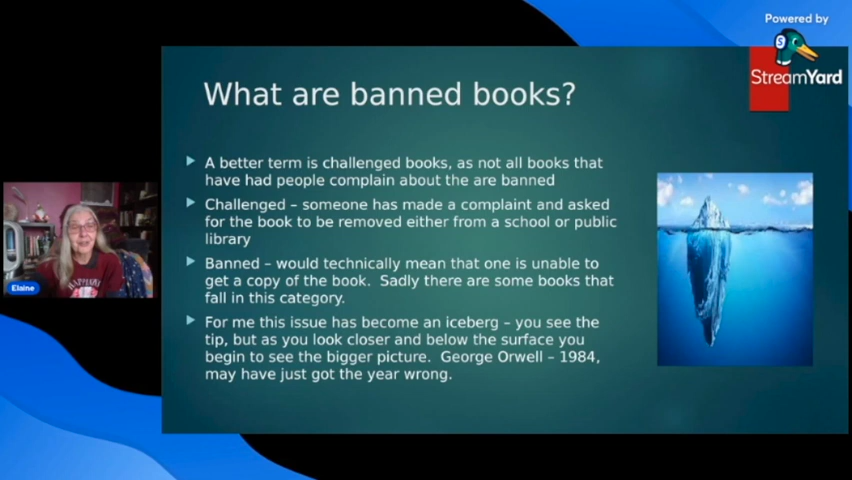 Powered by
StreamYard
What are banned books?
A better term is challenged books, as not all books that
have had people complain about the are banned
Challenged – someone has made a complaint and asked
for the book to be removed either from a school or public
library
Banned – would technically mean that one is unable to
get a copy of the book. Sadly there are some books that
fall in this category.
For me this issue has become an iceberg – you see the
tip, but as you look closer and below the surface you
begin to see the bigger picture. George Orwell – 1984,
may have just got the year wrong.
Elaine